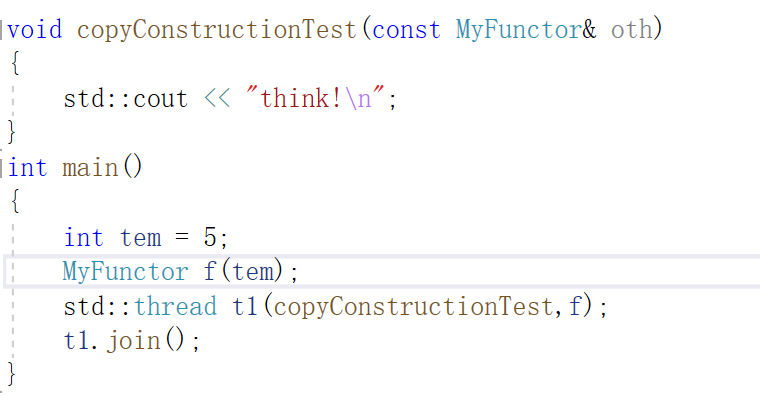 void copyConstructionTest(const MyFunctor& oth)
{
    std::cout << "think!\n";
}
int main()
{
    int tem = 5;
    MyFunctor f(tem);
    std::thread t1(copyConstructionTest,f);
    t1.join();
}